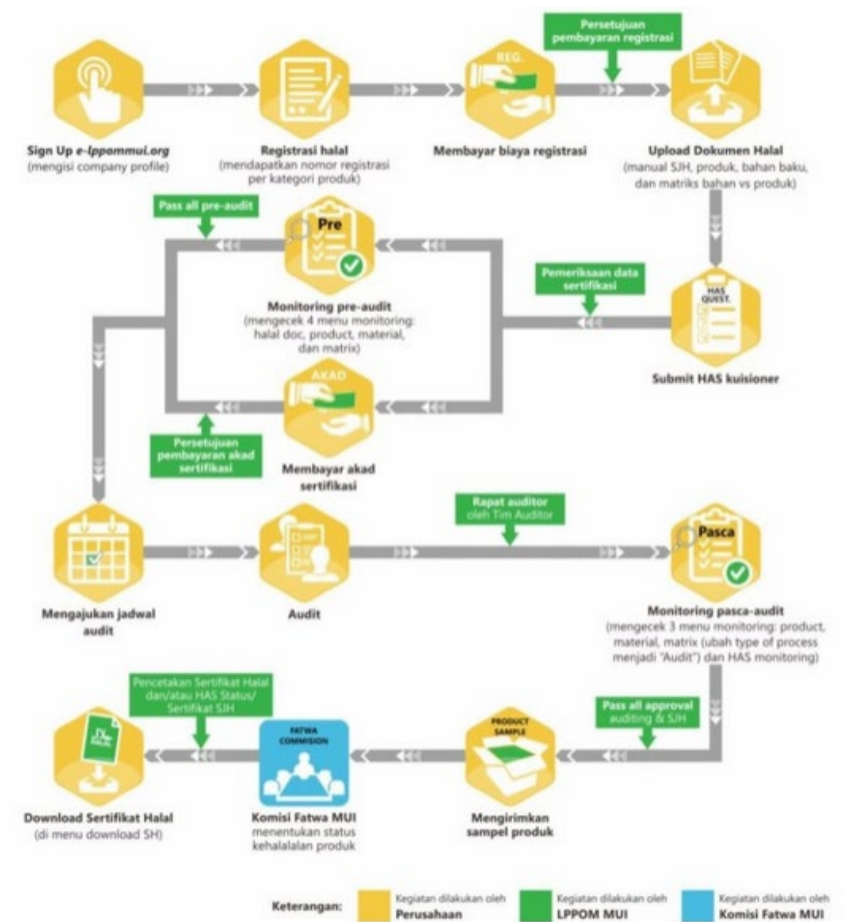 Persetujuan
pembayaran registrasi
REG.
Sign Up e-lppommui.org
(mengisi company profile)
Registrasi halal
(mendapatkan nomor registrasi
per kategori produk)
Membayar biaya registrasi
Upload Dokumen Halal
(manual SJH, produk, bahan baku,
dan matriks bahan vs produk)
Pass all pre-audit
Pre
Monitoring pre-audit
(mengecek 4 menu monitoring:
halal doc, product, material,
dan matrix)
Pemeriksaan data
sertifikasi
HAS
QUEST.
Submit HAS kuisioner
AKAD
Persetujuan
pembayaran akad
sertifikasi
Membayar akad
sertifikasi
Rapat auditor
oleh Tim Auditor
Pasca
Mengajukan jadwal
audit
Audit
Monitoring pasca-audit
(mengecek 3 menu monitoring: product,
material, matrix (ubah type of process
menjadi "Audit") dan HAS monitoring)
Pencetakan Sertifikat Halal
dan/atau HAS Status/
Sertifikat SJH
Pass all approval
auditing & SJH
FATWA
COMMISION
PRODUCT
SAMPLE
HALAL
Download Sertifikat Halal
(di menu download SH)
Komisi Fatwa MUI
menentukan status
kehalalalan produk
Mengirimkan
sampel produk
Keterangan:
Kegiatan dilakukan oleh
Perusahaan
Kegiatan dilakukan oleh
LPPOM MUI
Kegiatan dilakukan oleh
Komisi Fatwa MUI